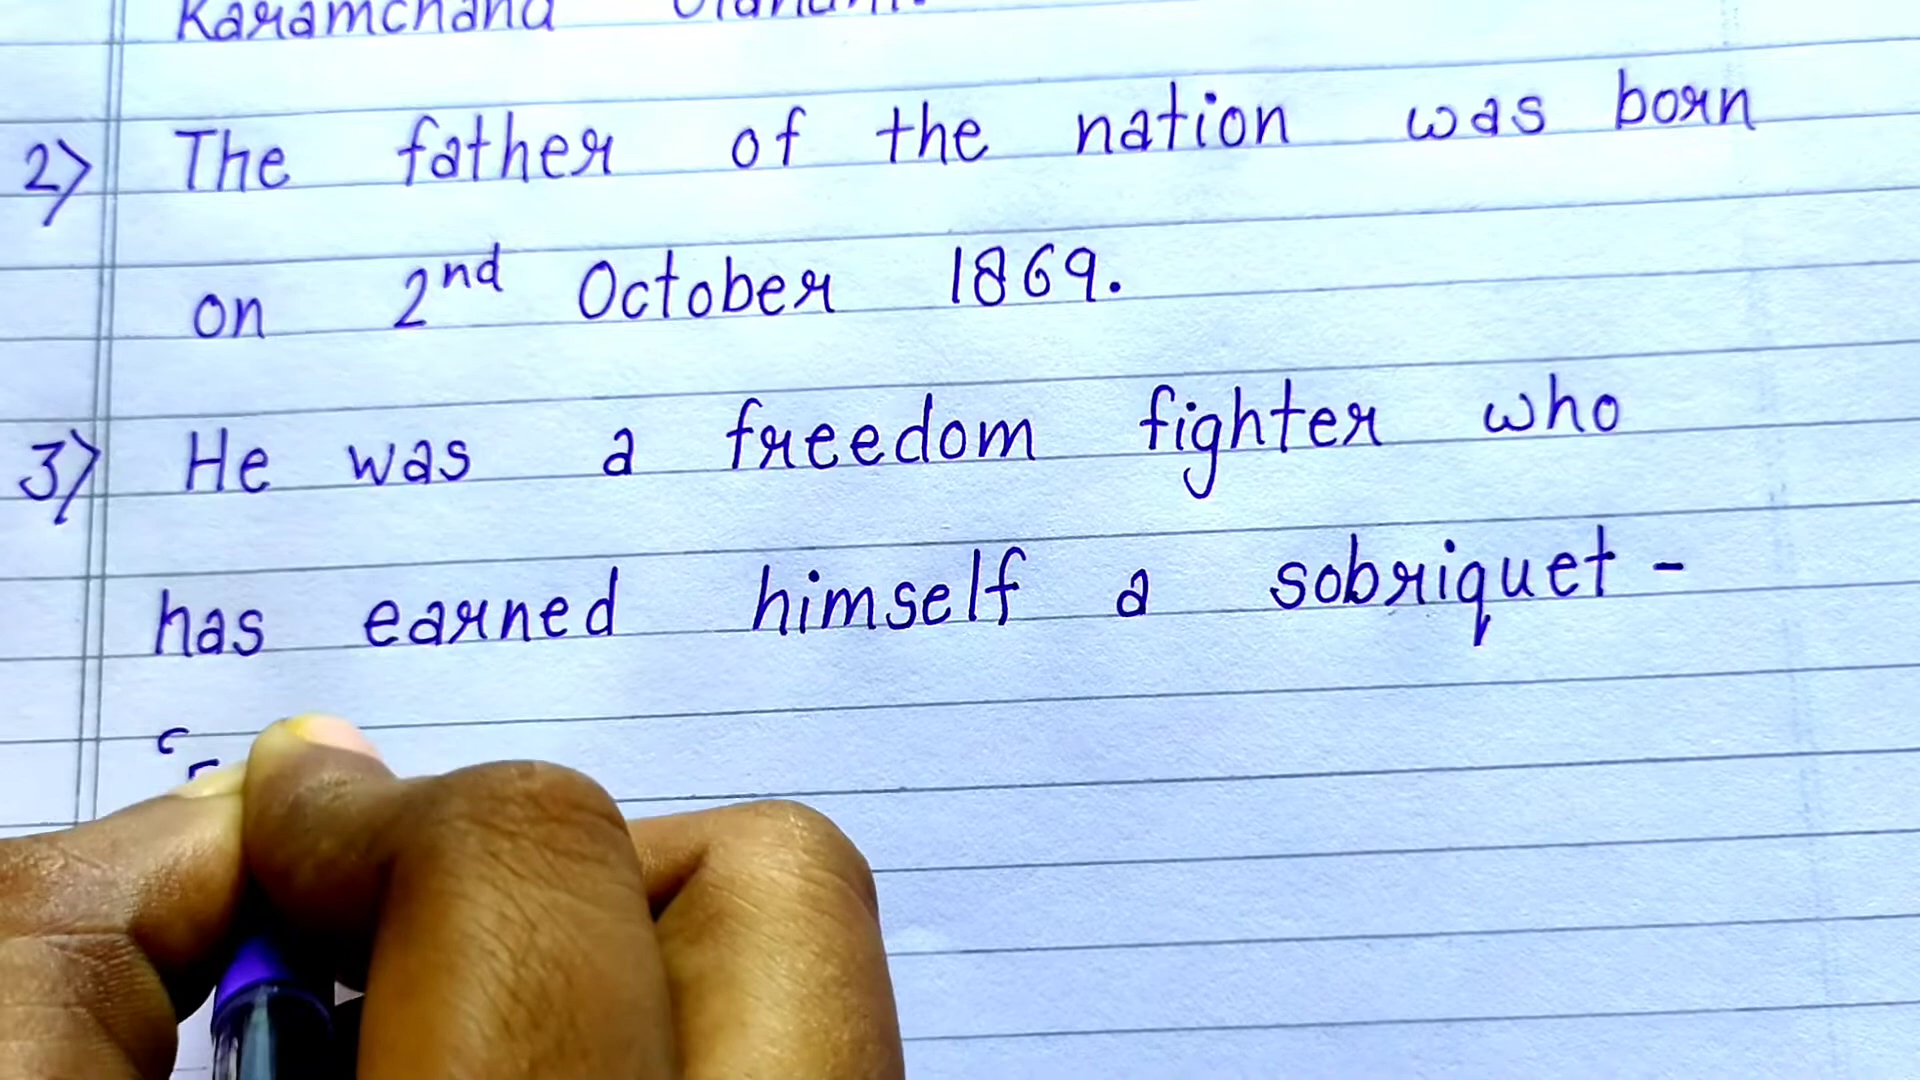 Karamchand
2) The father of the nation was born
on 2nd October 1869.
3) He was a freedom fighter who
has earned himself a sobriquet -